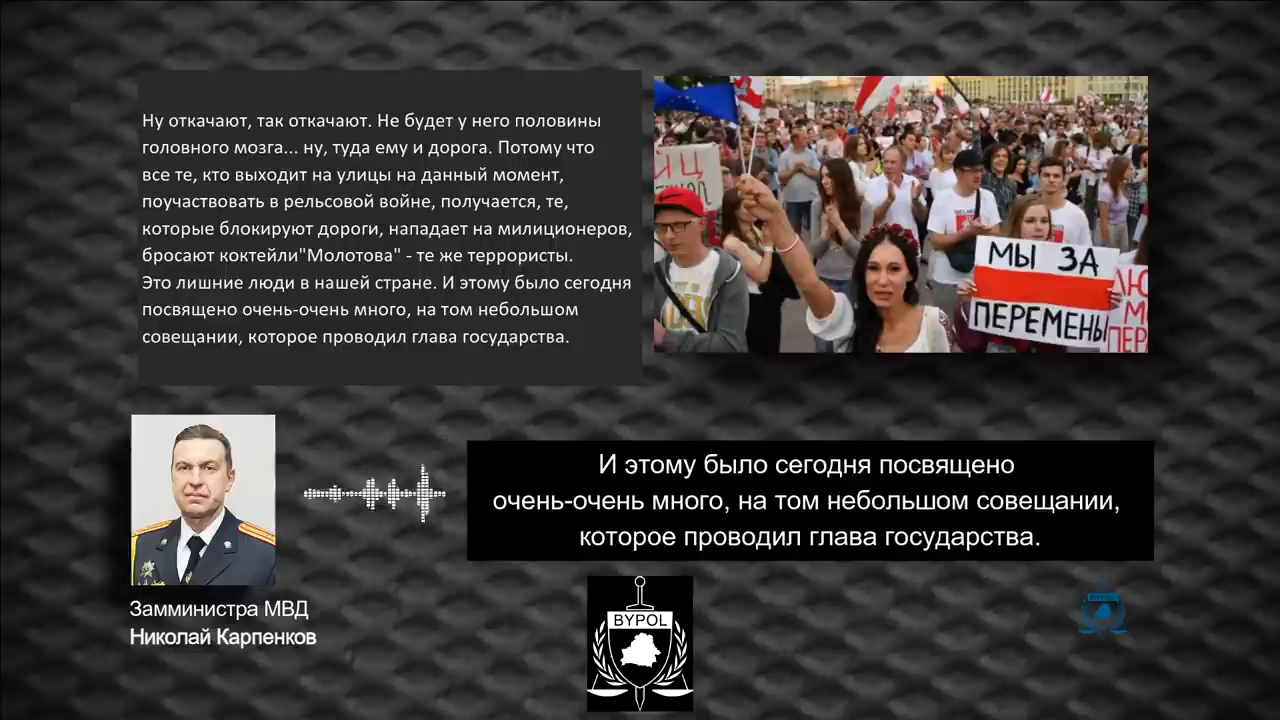 Ну откачают, так откачают. Не будет у него половины
головного мозга... ну, туда ему и дорога. Потому что
все те, кто выходит на улицы на данный момент,
поучаствовать в рельсовой войне, получается, те,
которые блокируют дороги, нападает на милиционеров,
бросают коктейли"Молотова" - те же террористы.
Это лишние люди в нашей стране. И этому было сегодня
посвящено очень-очень много, на том небольшом
совещании, которое проводил глава государства.
МЫ ЗА
ПЕРЕМЕНЫ
И этому было сегодня посвящено
очень-очень много, на том небольшом совещании,
которое проводил глава государства.
Замминистра МВД
Николай Карпенков
BYPOL
BYPOL